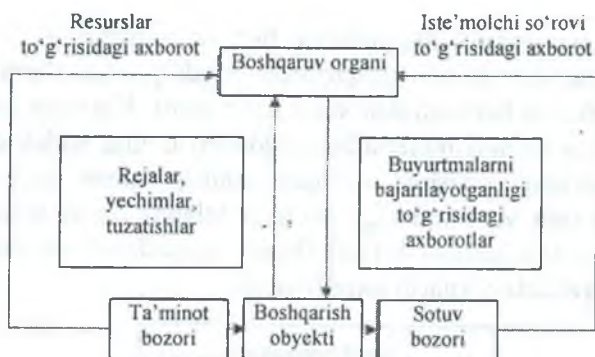 Resurslar
to‘g‘risidagi axborot
Iste’molchi so‘rovi
to‘g‘risidagi axborot
Boshqaruv organi
Rejalar,
yechimlar,
tuzatishlar
Buyurtmalarni
bajarilayotganligi
to‘g‘risidagi
axborotlar
Ta’minot
bozori
Boshqarish
obyekti
Sotuv
bozori